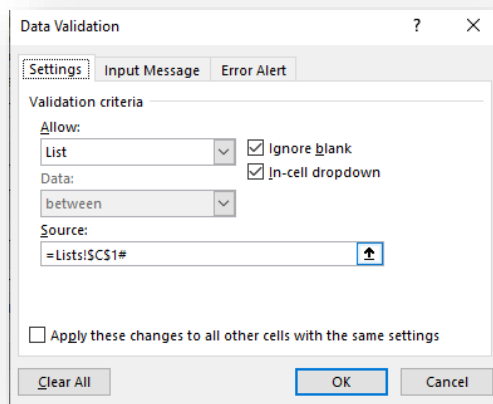 Data Validation ?
Settings Input Message Error Alert
Validation criteria
Allow:
List
Ignore blank
In-cell dropdown
Data:
between
Source:
=Lists!$C$1#
Apply these changes to all other cells with the same settings
Clear All OK Cancel